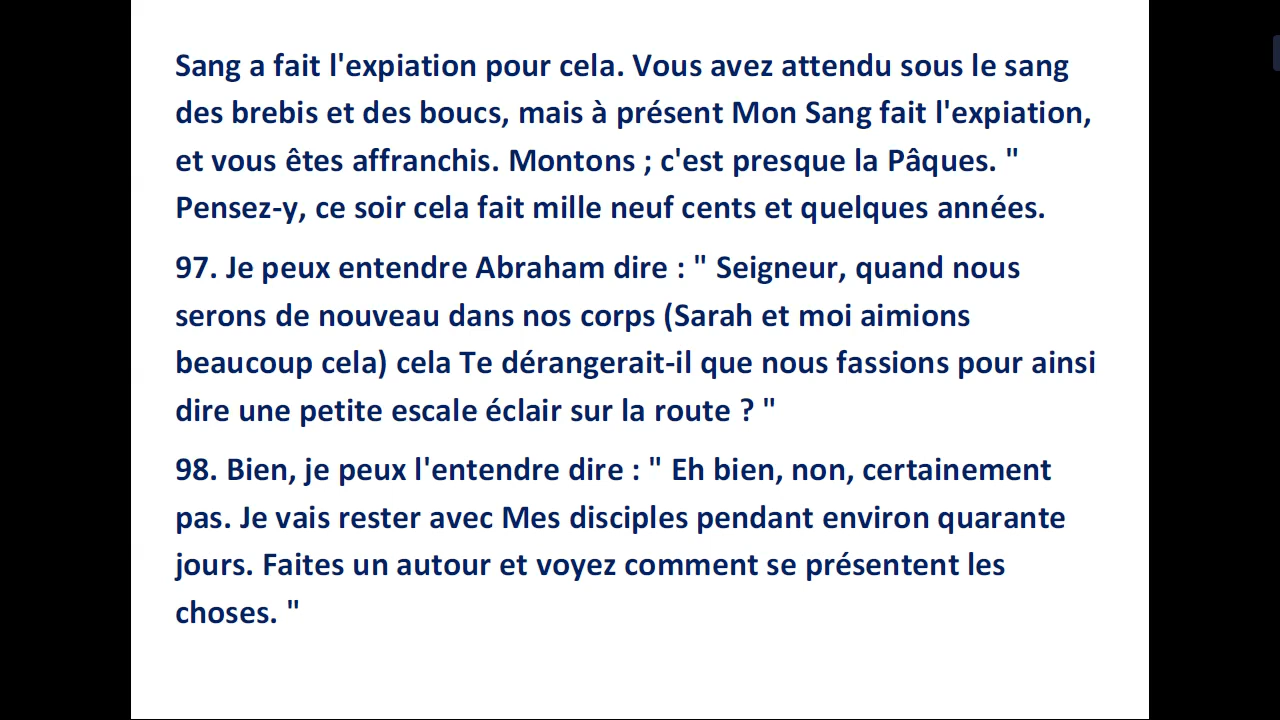 Sang a fait l'expiation pour cela. Vous avez attendu sous le sang
des brebis et des boucs, mais à présent Mon Sang fait l'expiation,
et vous êtes affranchis. Montons ; c'est presque la Pâques. "
Pensez-y, ce soir cela fait mille neuf cents et quelques années.
97. Je peux entendre Abraham dire : " Seigneur, quand nous
serons de nouveau dans nos corps (Sarah et moi aimions
beaucoup cela) cela Te dérangerait-il que nous fassions pour ainsi
dire une petite escale éclair sur la route ? "
98. Bien, je peux l'entendre dire : " Eh bien, non, certainement
pas. Je vais rester avec Mes disciples pendant environ quarante
jours. Faites un autour et voyez comment se présentent les
choses. "